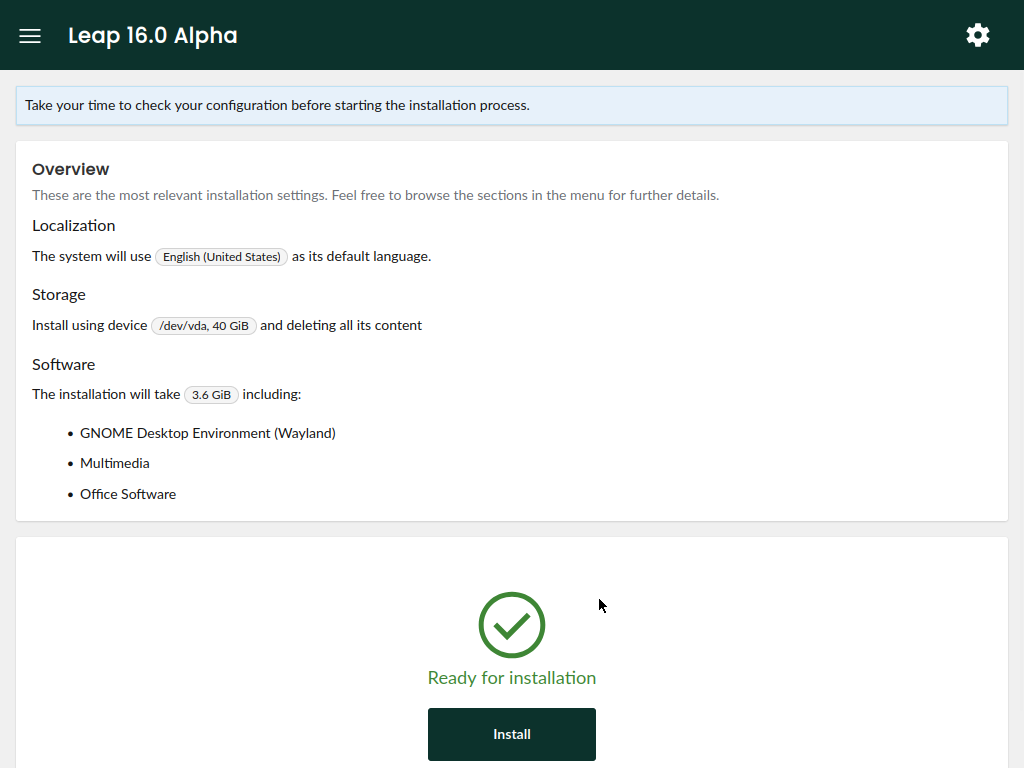 Leap 16.0 Alpha
Take your time to check your configuration before starting the installation process.
Overview
These are the most relevant installation settings. Feel free to browse the sections in the menu for further details.
Localization
The system will use English (United States) as its default language.
Storage
Install using device /dev/vda, 40 GiB and deleting all its content
Software
The installation will take 3.6 GiB including:
• GNOME Desktop Environment (Wayland)
• Multimedia
• Office Software
Ready for installation
Install